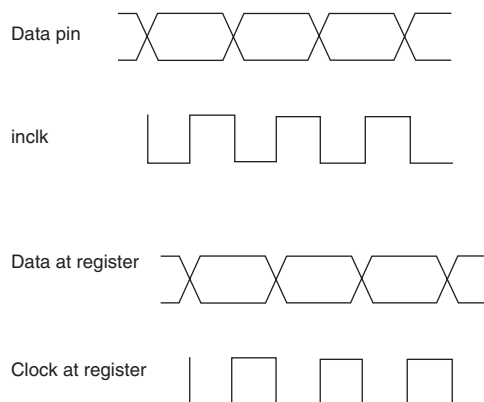 Data pin
inclk
Data at register
Clock at register